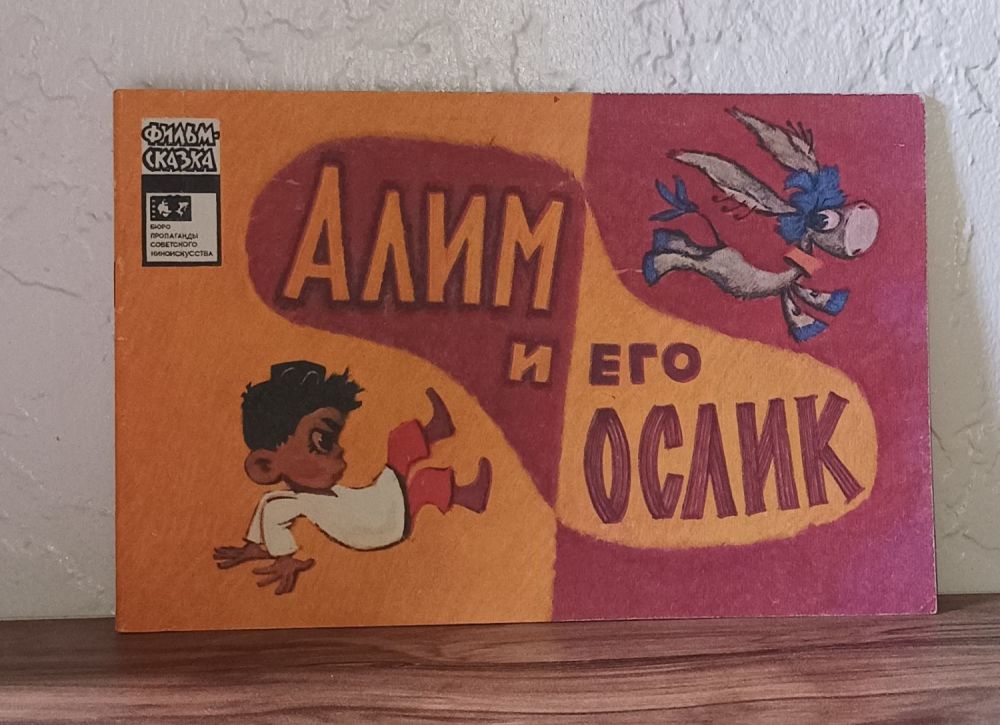 ФИЛЬМ-
СКАЗКА
БЮРО
ПРОПАГАНДЫ
СОВЕТСКОГО
КИНОИСКУССТВА
АЛИМ
И ЕГО
ОСЛИК